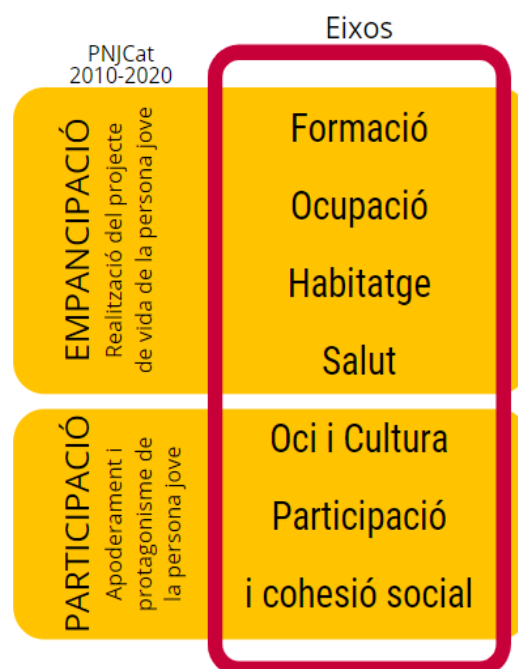 Eixos
PNJCat
2010-2020
EMPANCIPACIÓ
Realització del projecte
de vida de la persona jove
Formació
Ocupació
Habitatge
Salut
PARTICIPACIÓ
Apoderament i
protagonisme de
la persona jove
Oci i Cultura
Participació
i cohesió social